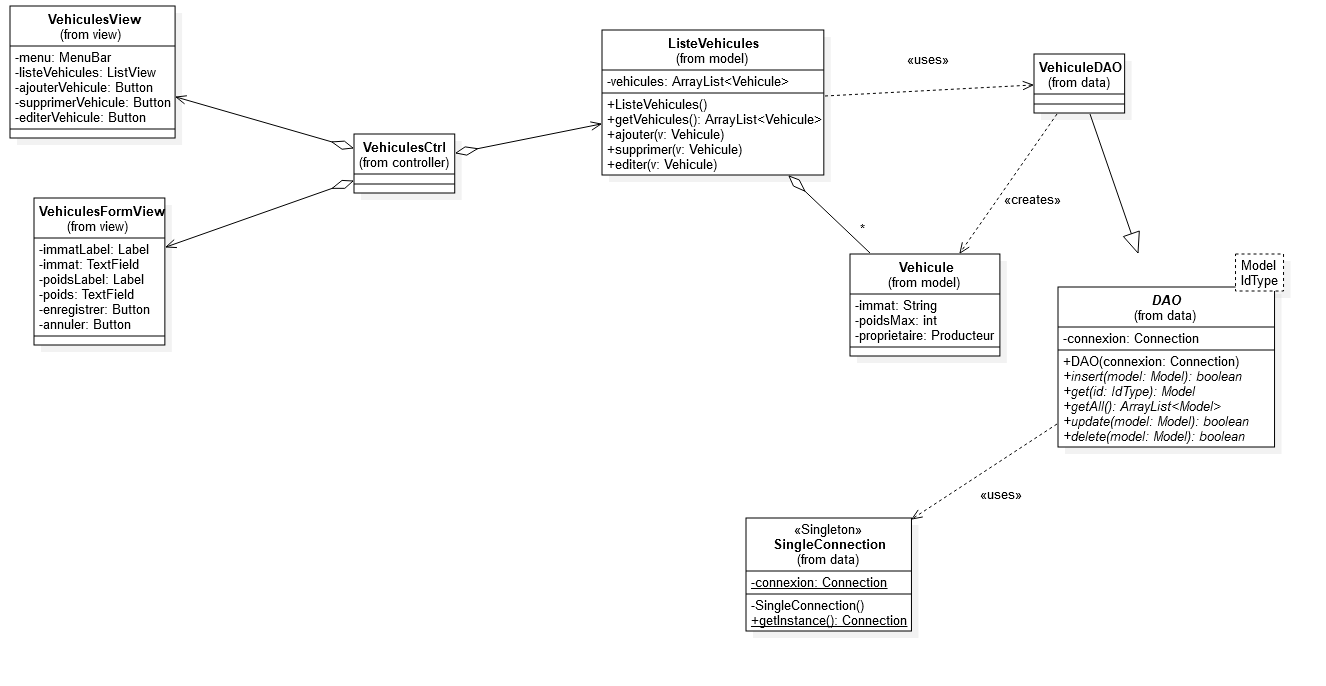 VehiculesView
(from view)
-menu: MenuBar
-listeVehicules: ListView
-ajouterVehicule: Button
-supprimerVehicule: Button
-editerVehicule: Button
VehiculesFormView
(from view)
-immatLabel: Label
-immat: TextField
-poidsLabel: Label
-poids: TextField
-enregistrer: Button
-annuler: Button
VehiculesCtrl
(from controller)
ListeVehicules
(from model)
-vehicules: ArrayList<Vehicule>
+ListeVehicules()
+getVehicules(): ArrayList<Vehicule>
+ajouter(v: Vehicule)
+supprimer(v: Vehicule)
+editer(v: Vehicule)
«uses»
VehiculeDAO
(from data)
«creates»
*
Vehicule
(from model)
-immat: String
-poidsMax: int
-proprietaire: Producteur
Model
IdType
DAO
(from data)
-connexion: Connection
+DAO(connexion: Connection)
+insert(model: Model): boolean
+get(id: IdType): Model
+getAll(): ArrayList<Model>
+update(model: Model): boolean
+delete(model: Model): boolean
«uses»
«Singleton»
SingleConnection
(from data)
-connexion: Connection
-SingleConnection()
+getInstance(): Connection